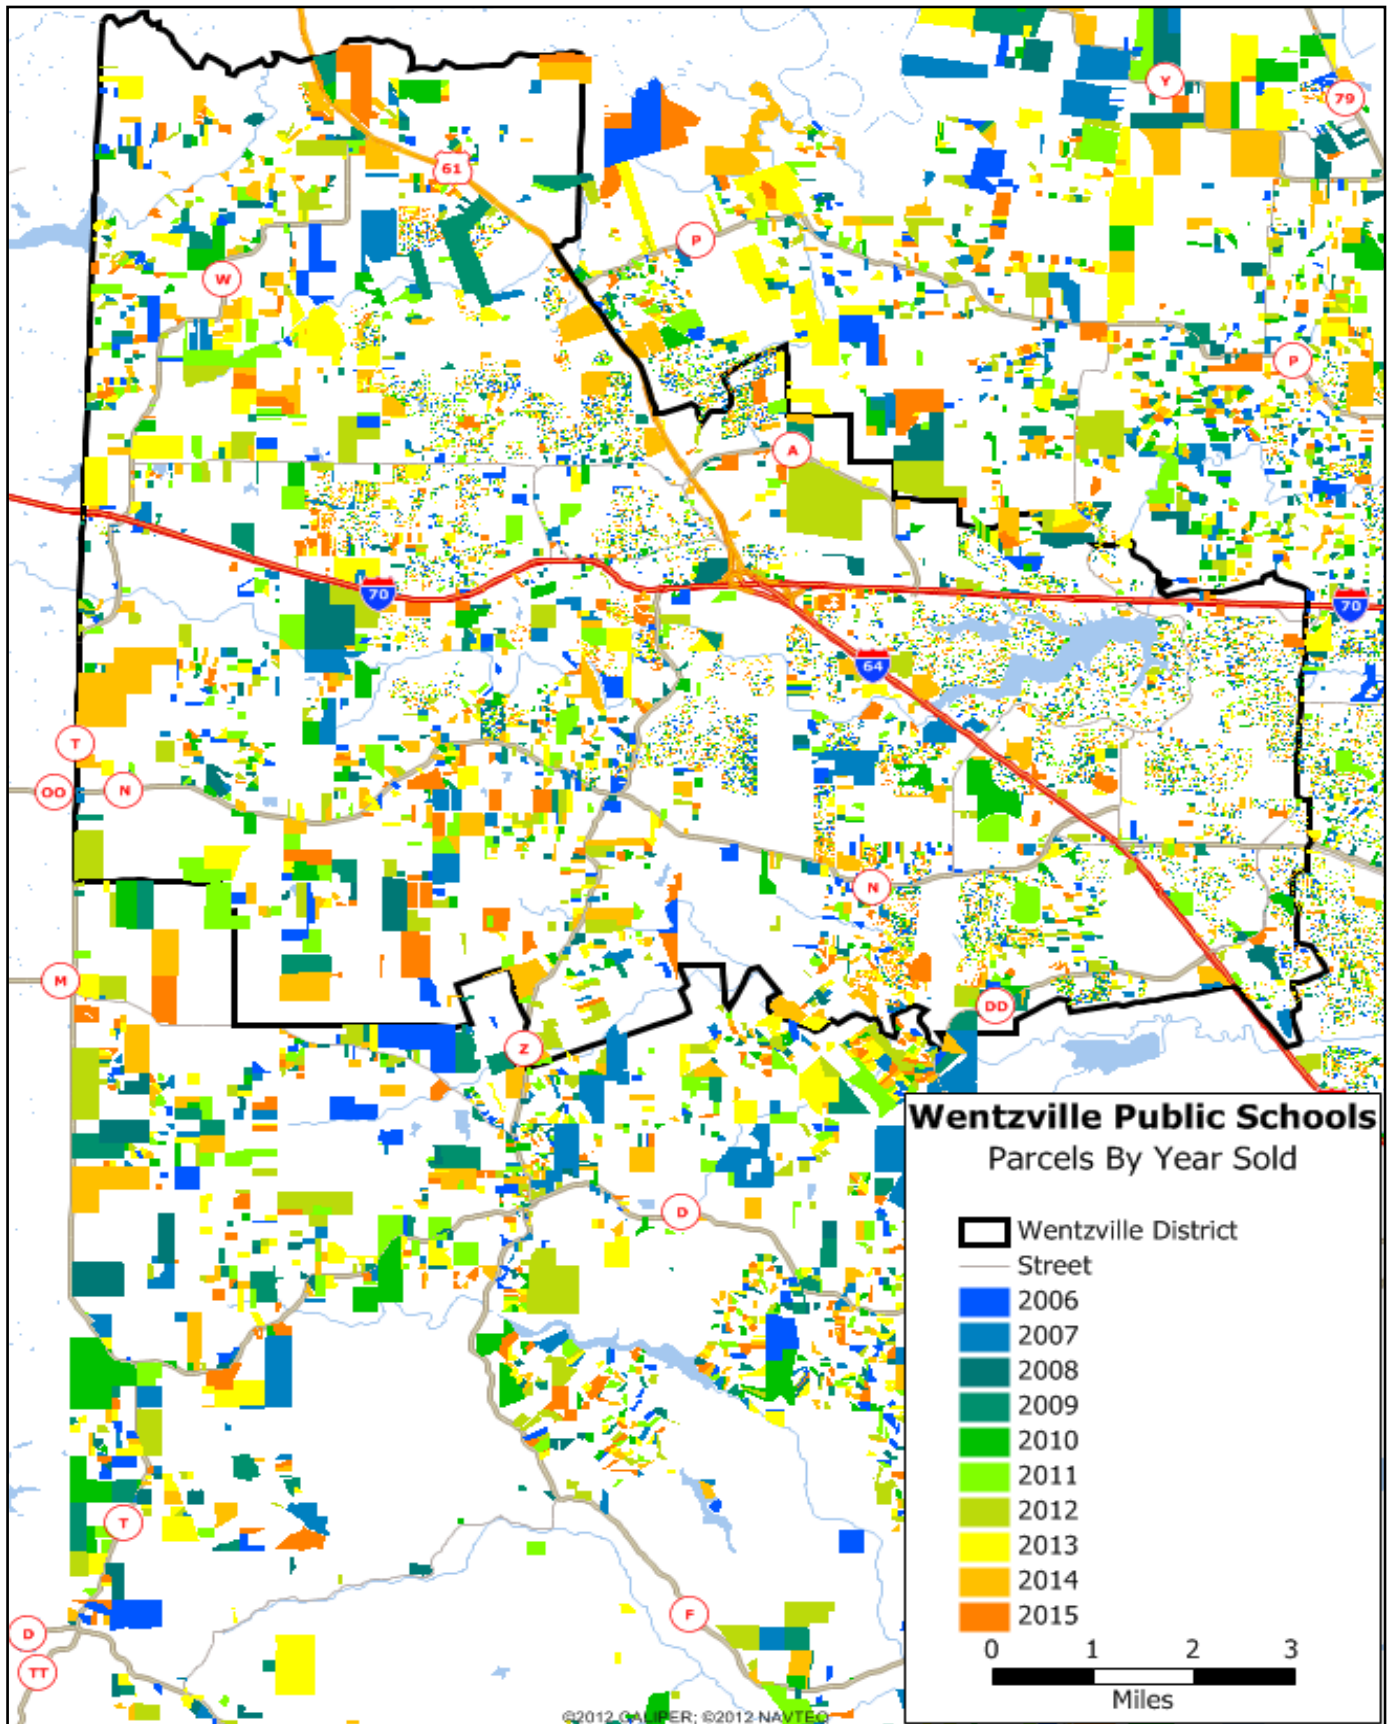 Y
79
61
P
W
P
A
70
70
64
T
OO
N
N
M
DD
Z
Wentzville Public Schools
Parcels By Year Sold
D
Wentzville District
Street
2006
2007
2008
2009
2010
2011
2012
T
2013
2014
F
2015
D
0 1 2 3
TT
Miles
©2012 CALIPER; ©2012 NAVTEQ